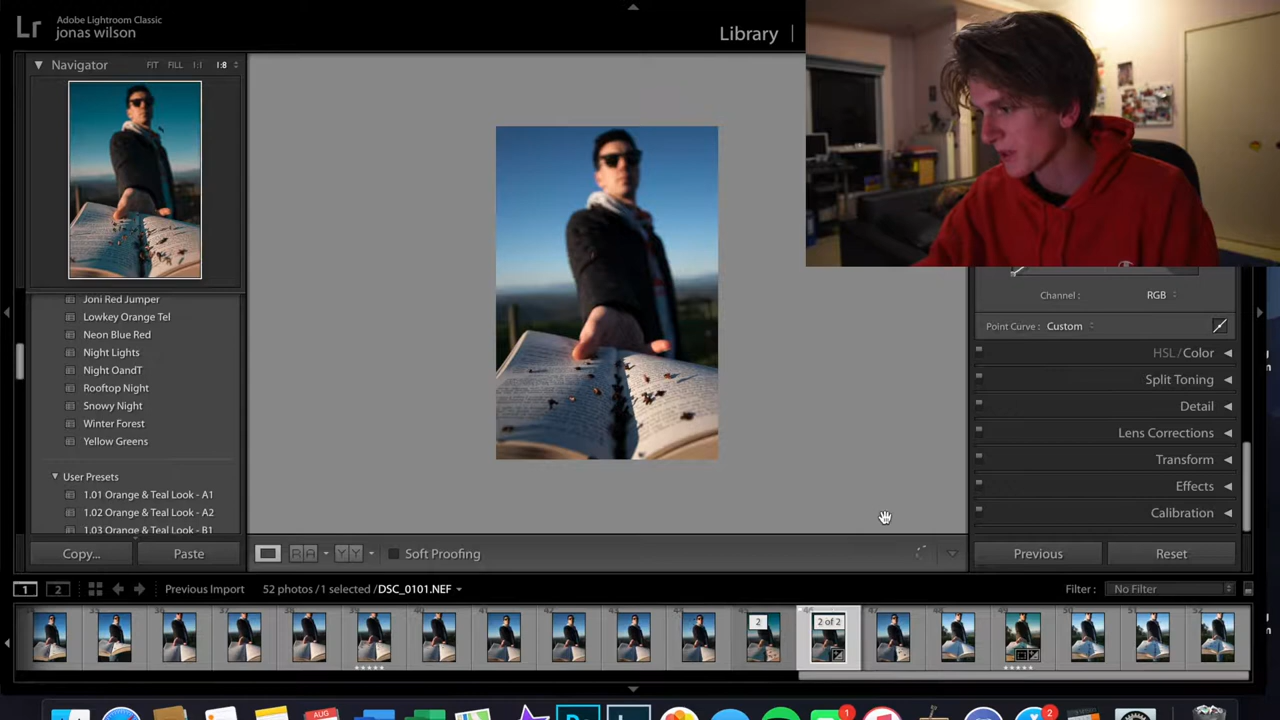 Lr
Adobe Lightroom Classic
jonas wilson
Library |
Navigator
FIT FILL 1:1 1:8
Joni Red Jumper
Lowkey Orange Tel
Neon Blue Red
Night Lights
Night OandT
Rooftop Night
Snowy Night
Winter Forest
Yellow Greens
User Presets
1.01 Orange & Teal Look - A1
1.02 Orange & Teal Look - A2
1.03 Orange & Teal Look - B1
Copy...
Paste
Soft Proofing
Channel : RGB
Point Curve : Custom
HSL / Color
Split Toning
Detail
Lens Corrections
Transform
Effects
Calibration
Previous
Reset
1 2
Previous Import
52 photos / 1 selected / DSC_0101.NEF
Filter : No Filter
2
2 of 2
AUG
1
2